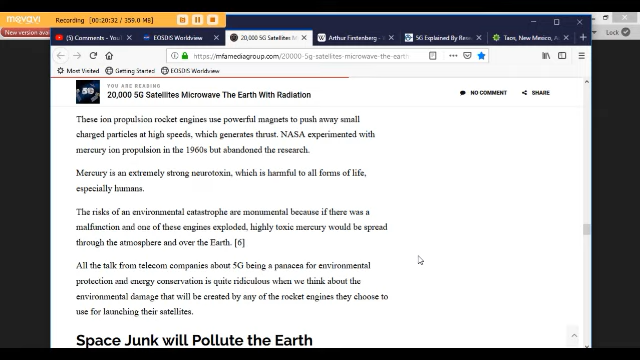 movavi
Recording
[ 00:20:32 / 359.0 MB ]
New version avai
Lock
(5) Comments - YouTube
EOSDIS Worldview
20,000 5G Satellites Microwave T
Arthur Firstenberg -
5G Explained By Rese
Taos, New Mexico, A
https://mfamediagroup.com/20000-5g-satellites-microwave-the-earth
Most Visited
Getting Started
EOSDIS Worldview
5G
YOU ARE READING
20,000 5G Satellites Microwave The Earth With Radiation
NO COMMENT
SHARE
These ion propulsion rocket engines use powerful magnets to push away small
charged particles at high speeds, which generates thrust. NASA experimented with
mercury ion propulsion in the 1960s but abandoned the research.
Mercury is an extremely strong neurotoxin, which is harmful to all forms of life,
especially humans.
The risks of an environmental catastrophe are monumental because if there was a
malfunction and one of these engines exploded, highly toxic mercury would be spread
through the atmosphere and over the Earth. [6]
All the talk from telecom companies about 5G being a panacea for environmental
protection and energy conservation is quite ridiculous when we think about the
environmental damage that will be created by any of the rocket engines they choose to
use for launching their satellites.
Space Junk will Pollute the Earth